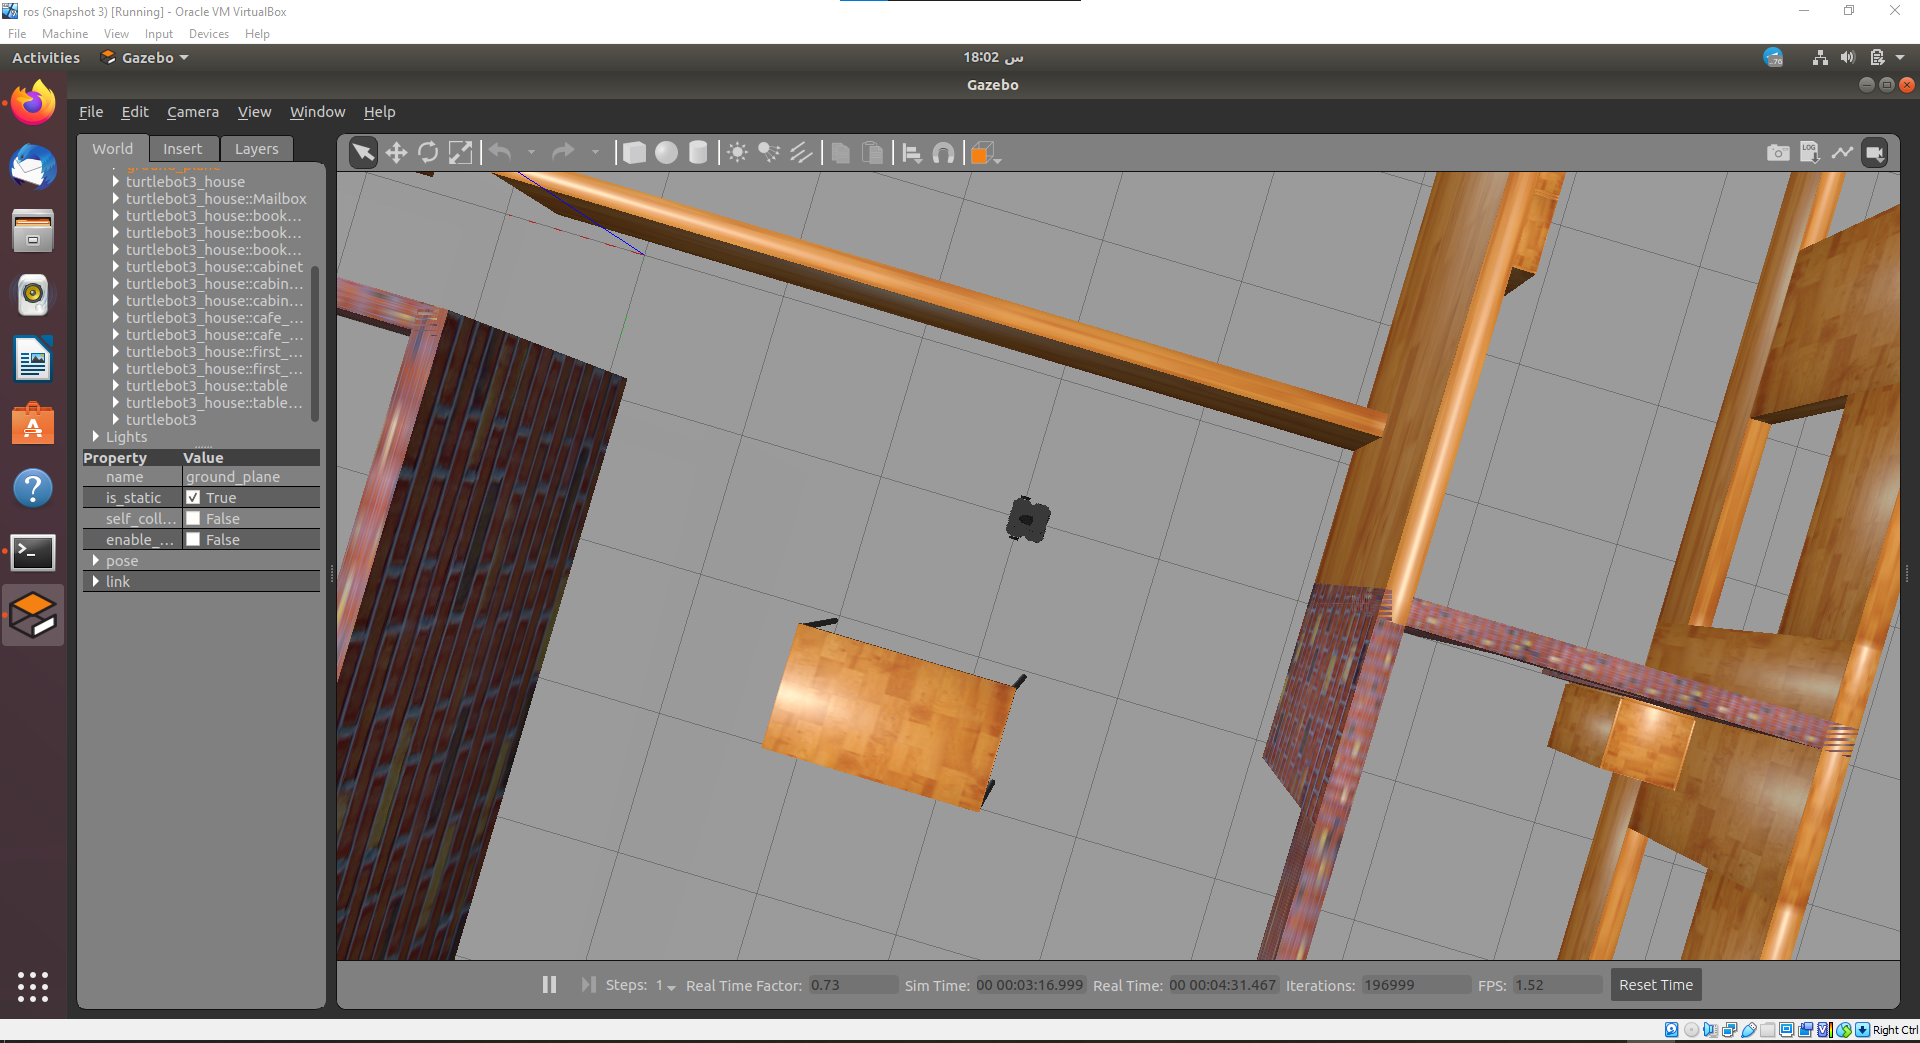 ros (Snapshot 3) [Running] - Oracle VM VirtualBox
File Machine View Input Devices Help
Activities Gazebo 18:02 س
Gazebo
File Edit Camera View Window Help
World Insert Layers
ground_plane
turtlebot3_house
turtlebot3_house::Mailbox
turtlebot3_house::book...
turtlebot3_house::book...
turtlebot3_house::book...
turtlebot3_house::cabinet
turtlebot3_house::cabin...
turtlebot3_house::cabin...
turtlebot3_house::cafe_...
turtlebot3_house::cafe_...
turtlebot3_house::first_...
turtlebot3_house::first_...
turtlebot3_house::table
turtlebot3_house::table...
turtlebot3
Lights
Property Value
name ground_plane
is_static True
self_coll... False
enable_... False
pose
link
LOG
Steps: 1 Real Time Factor: 0.73 Sim Time: 00 00:03:16.999 Real Time: 00 00:04:31.467 Iterations: 196999 FPS: 1.52 Reset Time
Right Ctrl